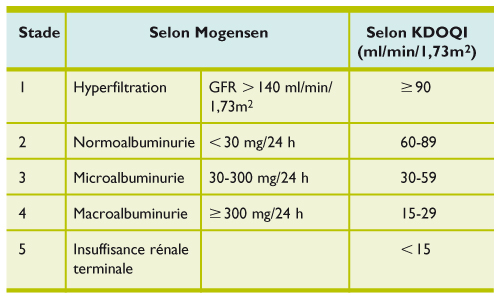 Stade Selon Mogensen Selon KDOQI
(ml/min/1,73m²)
1 Hyperfiltration GFR > 140 ml/min/ ≥ 90
1,73m²
2 Normoalbuminurie < 30 mg/24 h 60-89
3 Microalbuminurie 30-300 mg/24 h 30-59
4 Macroalbuminurie ≥ 300 mg/24 h 15-29
5 Insuffisance rénale < 15
terminale